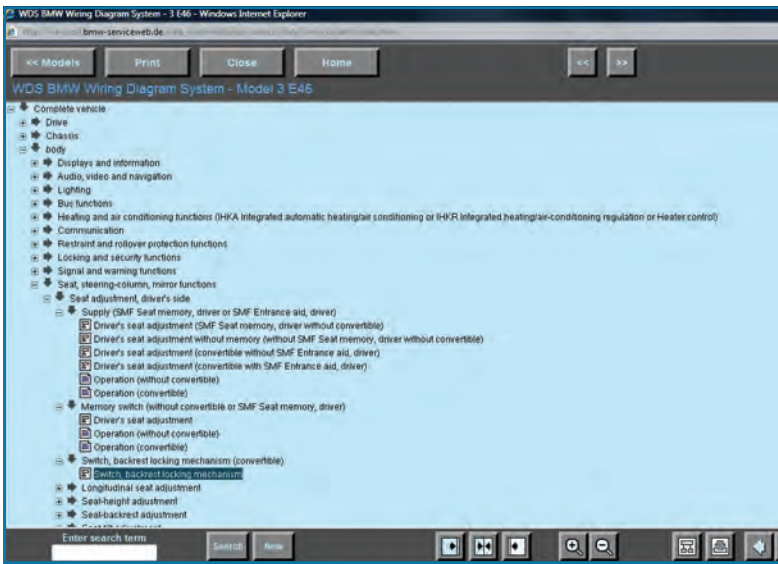 WDS BMW Wiring Diagram System - 3 E46 - Windows Internet Explorer
bmw-serviceweb.de
<< Models Print Close Home << >>
WDS BMW Wiring Diagram System - Model 3 E46
Complete vehicle
Drive
Chassis
body
Displays and information
Audio, video and navigation
Lighting
Bus functions
Heating and air conditioning functions (IHKA Integrated automatic heating/air sonditioning or IHKR Integrated heating/air-conditioning regulation or Heater control)
Communication
Restraint and rollover protection functions
Locking and security functions
Signal and warning functions
Seat, steering-column, mirror functions
Seat adjustment, driver's side
Supply (SMF Seat memory, driver or SMF Entrance aid, driver)
Driver's seat adjustment (SMF Seat memory, driver without convertible)
Driver's seat adjustment without memory (without SMF Seat memory, driver without convertible)
Driver's seat adjustment (convertible without SMF Entrance aid, driver)
Driver's seat adjustment (convertible with SMF Entrance aid, driver)
Operation (without convertible)
Operation (convertible)
Memory switch (without convertible or SMF Seat memory, driver)
Driver's seat adjustment
Operation (without convertible)
Operation (convertible)
Switch, backrest locking mechanism (convertible)
Switch, backrest locking mechanism
Longitudinal seat adjustment
Seat-height adjustment
Seat-backrest adjustment
Enter search term
Search New